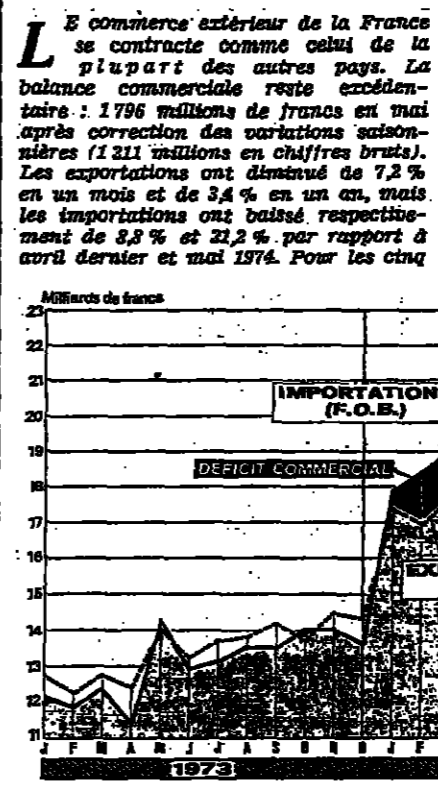 LE commerce extérieur de la France
se contracte comme celui de la
plupart des autres pays. La
balance commerciale reste excéden-
taire : 1 796 millions de francs en mai
après correction des variations saison-
nières (1 211 millions en chiffres bruts).
Les exportations ont diminué de 7,2 %
en un mois et de 3,4 % en un an, mais
les importations ont baissé respective-
ment de 8,8 % et 21,2 % par rapport à
avril dernier et mai 1974. Pour les cinq
Milliards de francs
23
22
21
IMPORTATION
20
(F.O.B.)
19
DEFICIT COMMERCIAL
18
17
16
EX
15
14
13
12
11
J F M A M J J A S O N D J F
1973